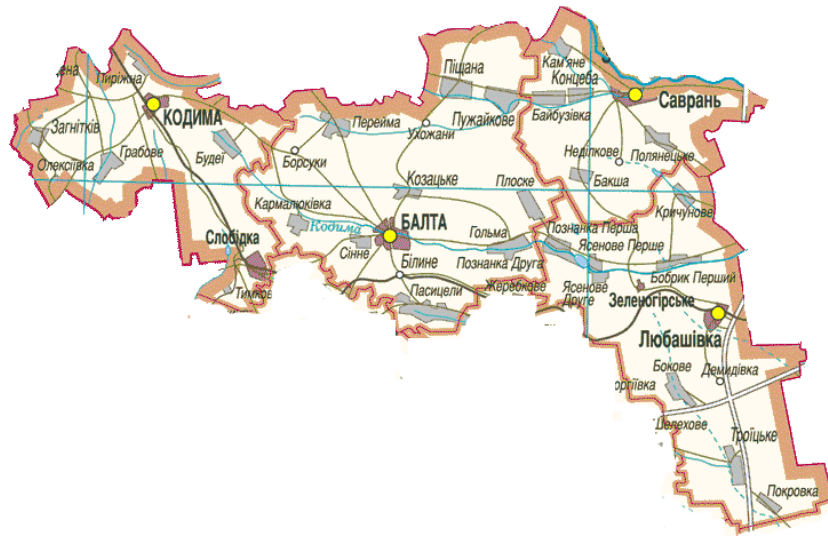 Кам'яне
Концеба
Піщана
Пиріжна
КОДИМА
Саврань
Байбузівка
Пужайкове
Перейма
Ухожани
Загнітків
Грабове
Будеї
Олексіївка
Борсуки
Неділкове
Полянецьке
Бакша
Козацьке
Плоске
Кармалюківка
Кричунове
Кодима
БАЛТА
Гольма
Познанка Перша
Слобідка
Сінне
Ясенове Перше
Білине
Познанка Друга
Бобрик Перший
Пасицели
Жеребкове
Ясенове
Друге
Зеленогірське
Любашівка
Бокове
Демидівка
Троїцьке
Покровка